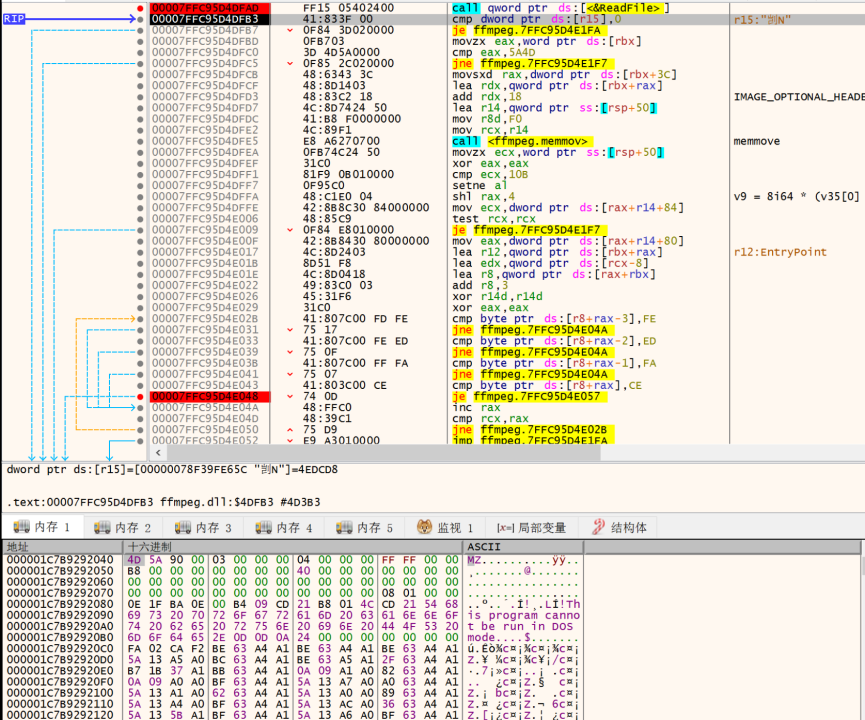 00007FFC95D4DFAD FF15 05402400 call qword ptr ds:[<&ReadFile>]
RIP 00007FFC95D4DFB3 41:833F 00 cmp dword ptr ds:[r15],0 r15:"割N"
00007FFC95D4DFB7 0F84 3D020000 je ffmpeg.7FFC95D4E1FA
00007FFC95D4DFBD 0FB703 movzx eax,word ptr ds:[rbx]
00007FFC95D4DFC0 3D 4D5A0000 cmp eax,5A4D
00007FFC95D4DFC5 0F85 2C020000 jne ffmpeg.7FFC95D4E1F7
00007FFC95D4DFCB 48:6343 3C movsxd rax,dword ptr ds:[rbx+3C]
00007FFC95D4DFCF 48:8D1403 lea rdx,qword ptr ds:[rbx+rax]
00007FFC95D4DFD3 48:83C2 18 add rdx,18 IMAGE_OPTIONAL_HEADE
00007FFC95D4DFD7 4C:8D7424 50 lea r14,qword ptr ss:[rsp+50]
00007FFC95D4DFDC 41:B8 F0000000 mov r8d,F0
00007FFC95D4DFE2 4C:89F1 mov rcx,r14
00007FFC95D4DFE5 E8 A6270700 call <ffmpeg.memmov> memmove
00007FFC95D4DFEA 0FB74C24 50 movzx ecx,word ptr ss:[rsp+50]
00007FFC95D4DFEF 31C0 xor eax,eax
00007FFC95D4DFF1 81F9 0B010000 cmp ecx,10B
00007FFC95D4DFF7 0F95C0 setne al
00007FFC95D4DFFA 48:C1E0 04 shl rax,4 v9 = 8i64 * (v35[0]
00007FFC95D4DFFE 42:8B8C30 84000000 mov ecx,dword ptr ds:[rax+r14+84]
00007FFC95D4E006 48:85C9 test rcx,rcx
00007FFC95D4E009 0F84 E8010000 je ffmpeg.7FFC95D4E1F7
00007FFC95D4E00F 42:8B8430 80000000 mov eax,dword ptr ds:[rax+r14+80]
00007FFC95D4E017 4C:8D2403 lea r12,qword ptr ds:[rbx+rax] r12:EntryPoint
00007FFC95D4E01B 8D51 F8 lea edx,qword ptr ds:[rcx-8]
00007FFC95D4E01E 4C:8D0418 lea r8,qword ptr ds:[rax+rbx]
00007FFC95D4E022 49:83C0 03 add r8,3
00007FFC95D4E026 45:31F6 xor r14d,r14d
00007FFC95D4E029 31C0 xor eax,eax
00007FFC95D4E02B 41:807C00 FD FE cmp byte ptr ds:[r8+rax-3],FE
00007FFC95D4E031 75 17 jne ffmpeg.7FFC95D4E04A
00007FFC95D4E033 41:807C00 FE ED cmp byte ptr ds:[r8+rax-2],ED
00007FFC95D4E039 75 0F jne ffmpeg.7FFC95D4E04A
00007FFC95D4E03B 41:807C00 FF FA cmp byte ptr ds:[r8+rax-1],FA
00007FFC95D4E041 75 07 jne ffmpeg.7FFC95D4E04A
00007FFC95D4E043 41:803C00 CE cmp byte ptr ds:[r8+rax],CE
00007FFC95D4E048 74 0D je ffmpeg.7FFC95D4E057
00007FFC95D4E04A 48:FFC0 inc rax
00007FFC95D4E04D 48:39C1 cmp rcx,rax
00007FFC95D4E050 75 D9 jne ffmpeg.7FFC95D4E02B
00007FFC95D4E052 E9 A3010000 jmp ffmpeg.7FFC95D4E1FA
dword ptr ds:[r15]=[00000078F39FE65C "割N"]=4EDCD8
.text:00007FFC95D4DFB3 ffmpeg.dll:$4DFB3 #4D3B3
内存 1 内存 2 内存 3 内存 4 内存 5 监视 1 [x=] 局部变量 结构体
地址 十六进制 ASCII
000001C7B9292040 4D 5A 90 00 03 00 00 00 04 00 00 00 FF FF 00 00 MZ..........ÿÿ..
000001C7B9292050 B8 00 00 00 00 00 00 00 40 00 00 00 00 00 00 00 ¸.......@.......
000001C7B9292060 00 00 00 00 00 00 00 00 00 00 00 00 00 00 00 00 ................
000001C7B9292070 00 00 00 00 00 00 00 00 00 00 00 00 08 01 00 00 ................
000001C7B9292080 0E 1F BA 0E 00 B4 09 CD 21 B8 01 4C CD 21 54 68 ..º..´.Í!¸.LÍ!Th
000001C7B9292090 69 73 20 70 72 6F 67 72 61 6D 20 63 61 6E 6E 6F is program canno
000001C7B92920A0 74 20 62 65 20 72 75 6E 20 69 6E 20 44 4F 53 20 t be run in DOS
000001C7B92920B0 6D 6F 64 65 2E 0D 0D 0A 24 00 00 00 00 00 00 00 mode....$.......
000001C7B92920C0 FA 02 CA F2 BE 63 A4 A1 BE 63 A4 A1 BE 63 A4 A1 ú.Êò¾c¤¡¾c¤¡¾c¤¡
000001C7B92920D0 5A 13 A5 A0 BC 63 A4 A1 BE 63 A5 A1 2F 63 A4 A1 Z.¥ ¼c¤¡¾c¥¡/c¤¡
000001C7B92920E0 B7 1B 37 A1 BB 63 A4 A1 0A 09 A1 A0 82 63 A4 A1
000001C7B92920F0 0A 09 A0 A0 BF 63 A4 A1 5A 13 A7 A0 A0 63 A4 A1
000001C7B9292100 5A 13 A1 A0 62 63 A4 A1 5A 13 A0 A0 89 63 A4 A1
000001C7B9292110 5A 13 A4 A0 BF 63 A4 A1 5A 13 AC A0 36 63 A4 A1
000001C7B9292120 5A 13 5B A1 BF 63 A4 A1 5A 13 A6 A0 BF 63 A4 A1